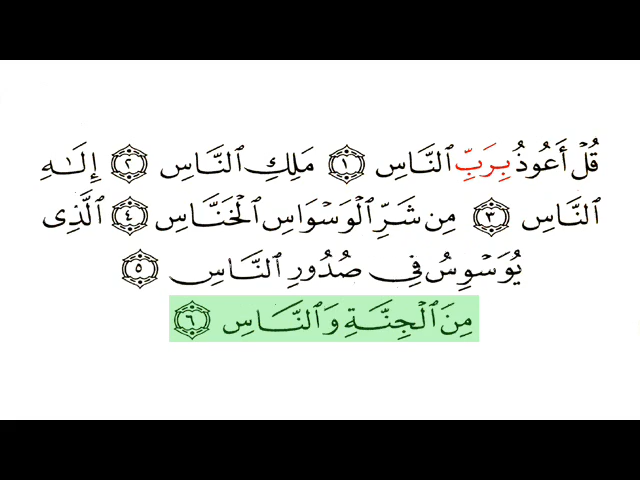 قُلْ أَعُوذُ بِرَبِّ ٱلنَّاسِ ١ مَلِكِ ٱلنَّاسِ ٢ إِلَٰهِ
ٱلنَّاسِ ٣ مِن شَرِّ ٱلْوَسْوَاسِ ٱلْخَنَّاسِ ٤ ٱلَّذِى
يُوَسْوِسُ فِى صُدُورِ ٱلنَّاسِ ٥
مِنَ ٱلْجِنَّةِ وَٱلنَّاسِ ٦